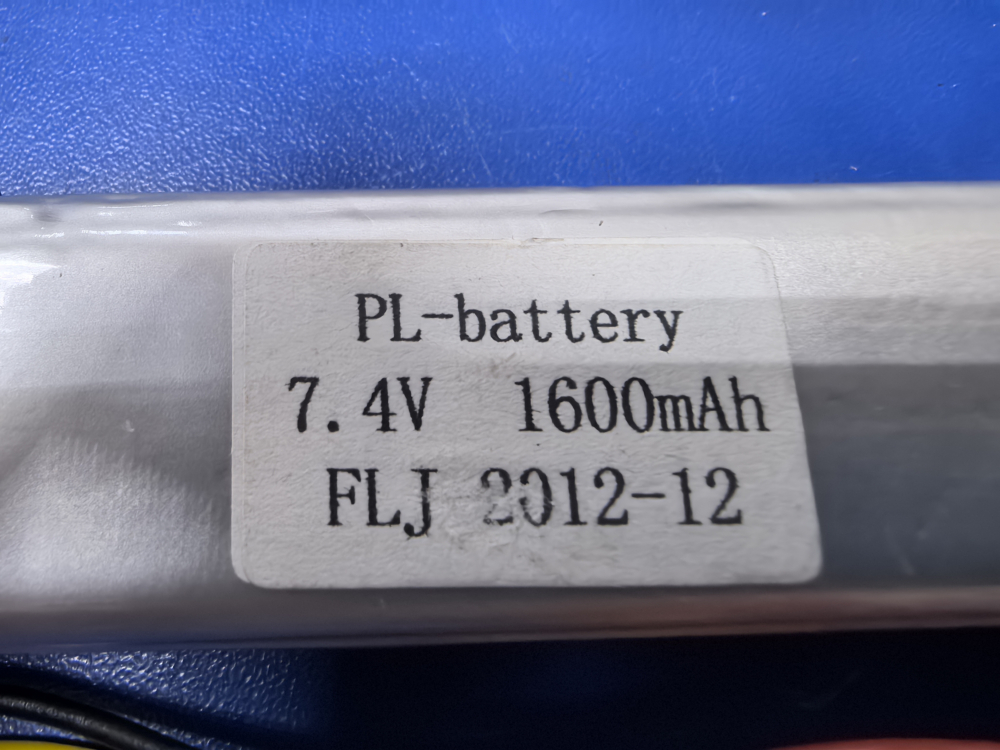 PL-battery
7.4V 1600mAh
FLJ 2012-12